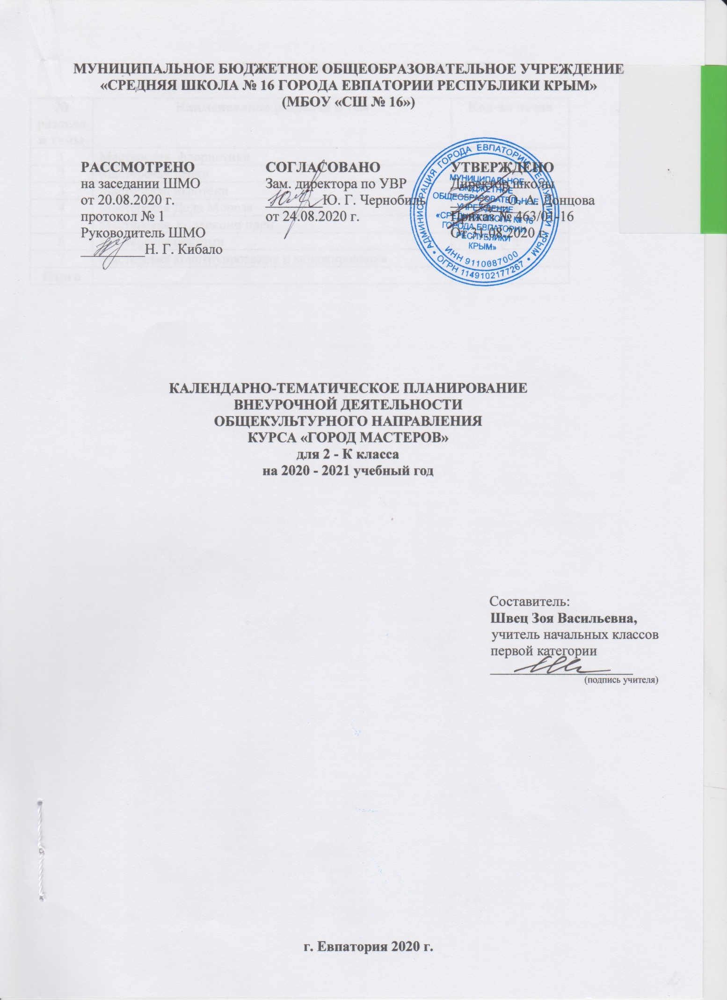 МУНИЦИПАЛЬНОЕ БЮДЖЕТНОЕ ОБЩЕОБРАЗОВАТЕЛЬНОЕ УЧРЕЖДЕНИЕ
«СРЕДНЯЯ ШКОЛА № 16 ГОРОДА ЕВПАТОРИИ РЕСПУБЛИКИ КРЫМ»
(МБОУ «СШ № 16»)
РАССМОТРЕНО
на заседании ШМО
от 20.08.2020 г.
протокол № 1
Руководитель ШМО
Н. Г. Кибало
СОГЛАСОВАНО
Зам. директора по УВР
Ю. Г. Чернобиль
от 24.08.2020 г.
УТВЕРЖДЕНО
Директор школы
О. А. Донцова
Приказ № 463/01-16
От 31.08.2020 г.
АДМИНИСТРАЦИЯ ГОРОДА ЕВПАТОРИИ РЕСПУБЛИКИ КРЫМ
• ОГРН 1149102177267 •
ИНН 9110087000
МУНИЦИПАЛЬНОЕ
БЮДЖЕТНОЕ
ОБЩЕОБРАЗОВАТЕЛЬНОЕ
УЧРЕЖДЕНИЕ
«СРЕДНЯЯ ШКОЛА № 16
ГОРОДА ЕВПАТОРИИ
РЕСПУБЛИКИ
КРЫМ»
КАЛЕНДАРНО-ТЕМАТИЧЕСКОЕ ПЛАНИРОВАНИЕ
ВНЕУРОЧНОЙ ДЕЯТЕЛЬНОСТИ
ОБЩЕКУЛЬТУРНОГО НАПРАВЛЕНИЯ
КУРСА «ГОРОД МАСТЕРОВ»
для 2 - К класса
на 2020 - 2021 учебный год
Составитель:
Швец Зоя Васильевна,
учитель начальных классов
первой категории
(подпись учителя)
г. Евпатория 2020 г.